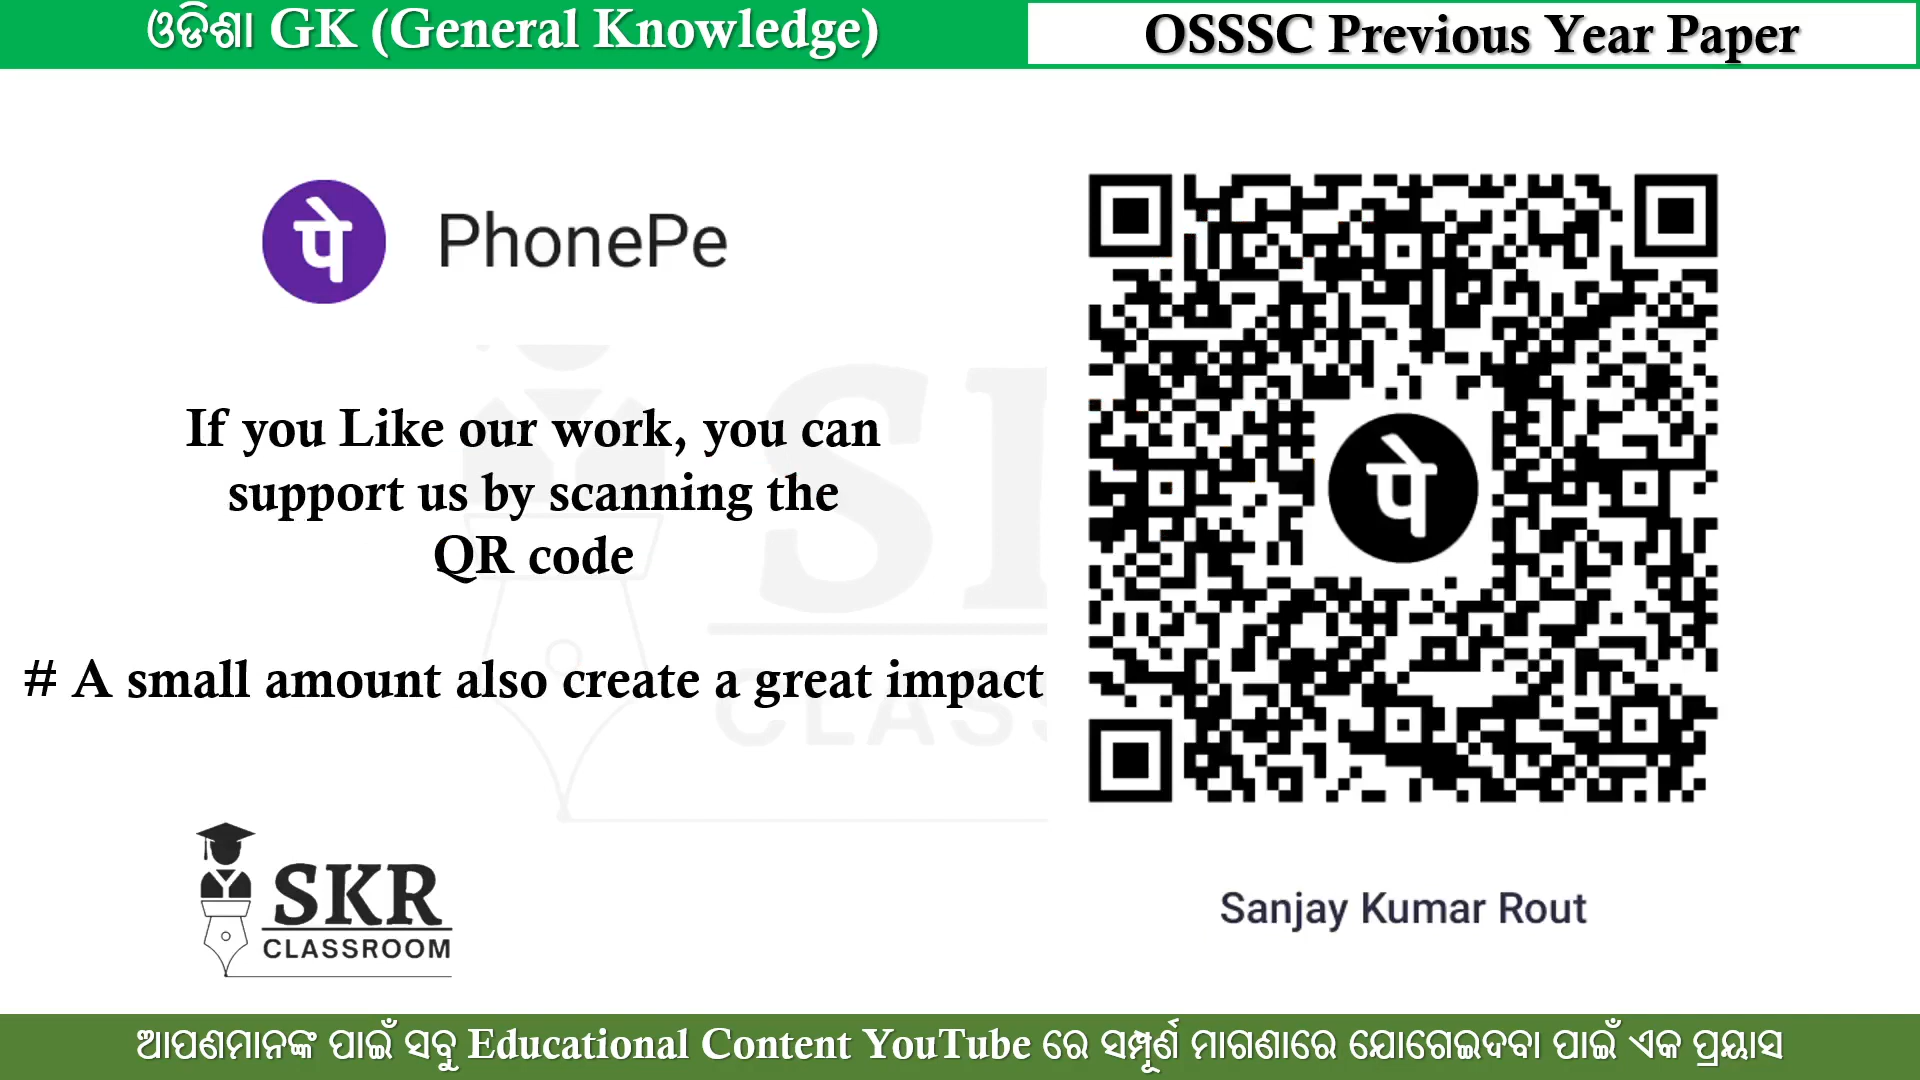 ଓଡିଶା GK (General Knowledge)
OSSSC Previous Year Paper
पे PhonePe
If you Like our work, you can
support us by scanning the
QR code
# A small amount also create a great impact
पे
SKR
CLASSROOM
Sanjay Kumar Rout
ଆପଣମାନଙ୍କ ପାଇଁ ସବୁ Educational Content YouTube ରେ ସମ୍ପୂର୍ଣ ମାଗଣାରେ ଯୋଗେଇଦବା ପାଇଁ ଏକ ପ୍ରୟାସ